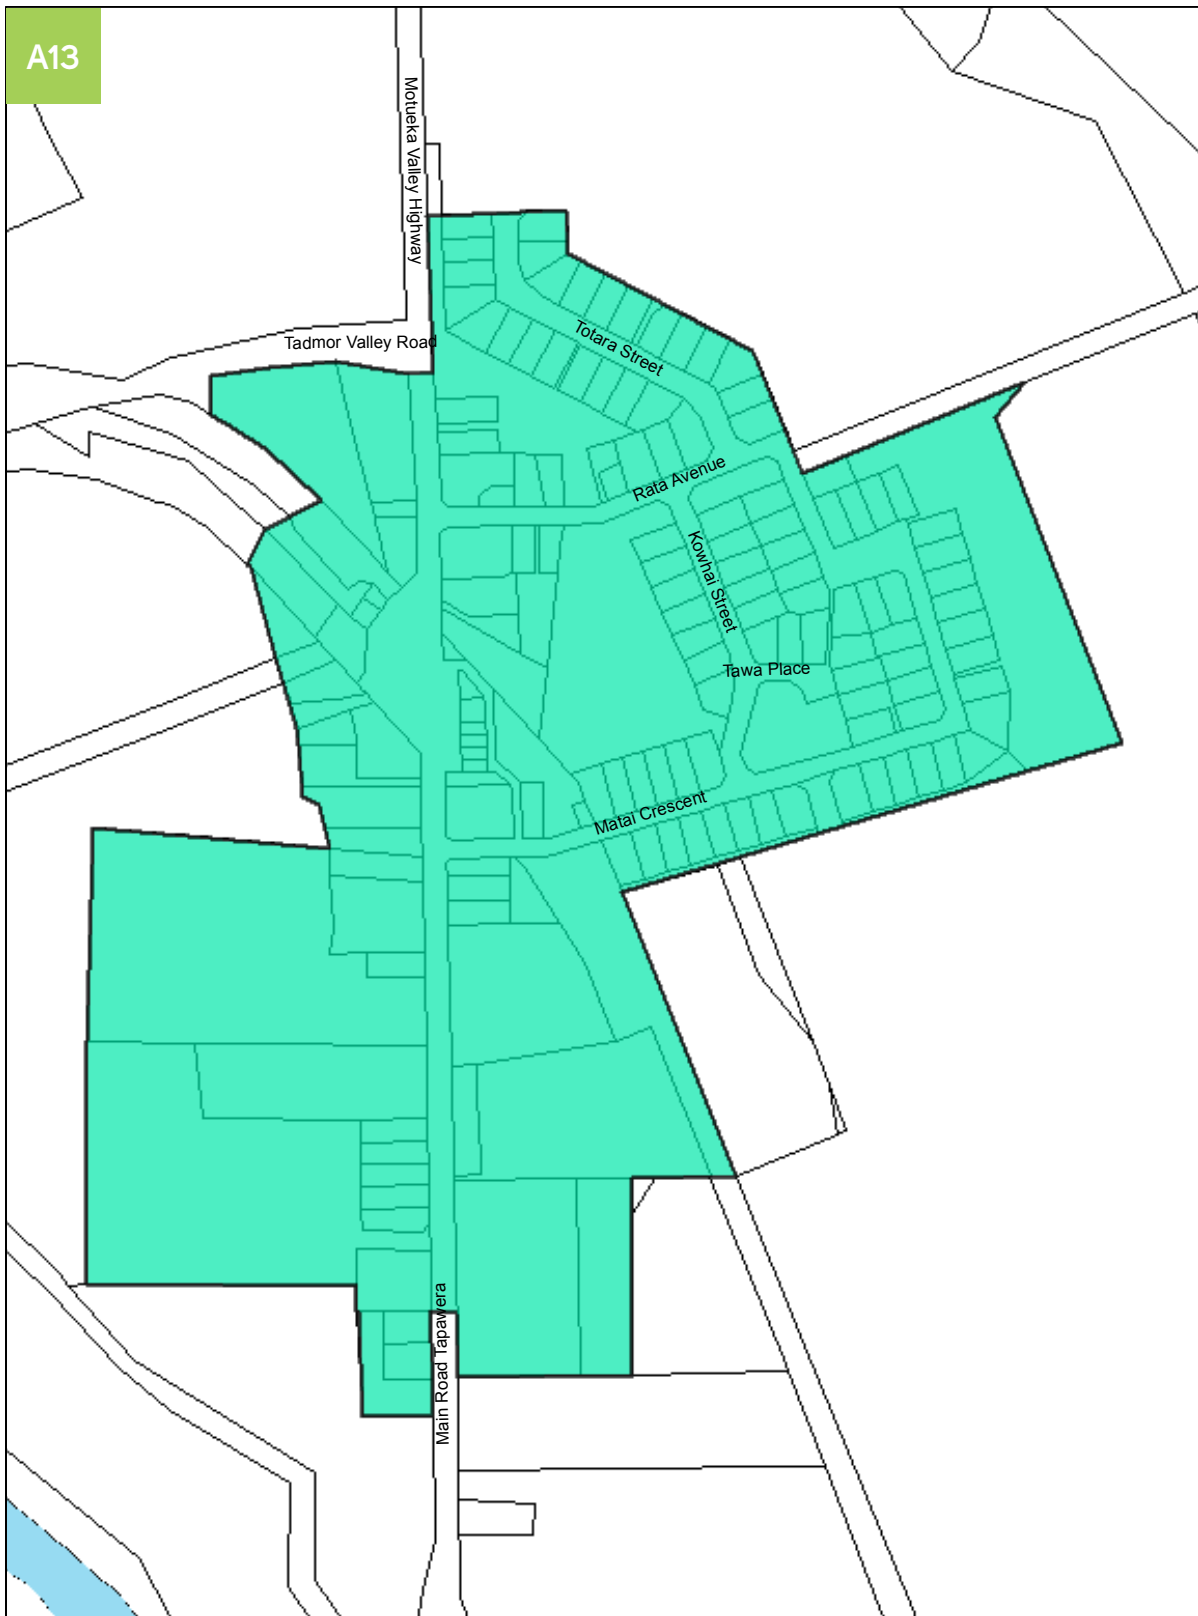 A13
Motueka Valley Highway
Tadmor Valley Road
Totara Street
Rata Avenue
Kowhai Street
Tawa Place
Matai Crescent
Main Road Tapawera